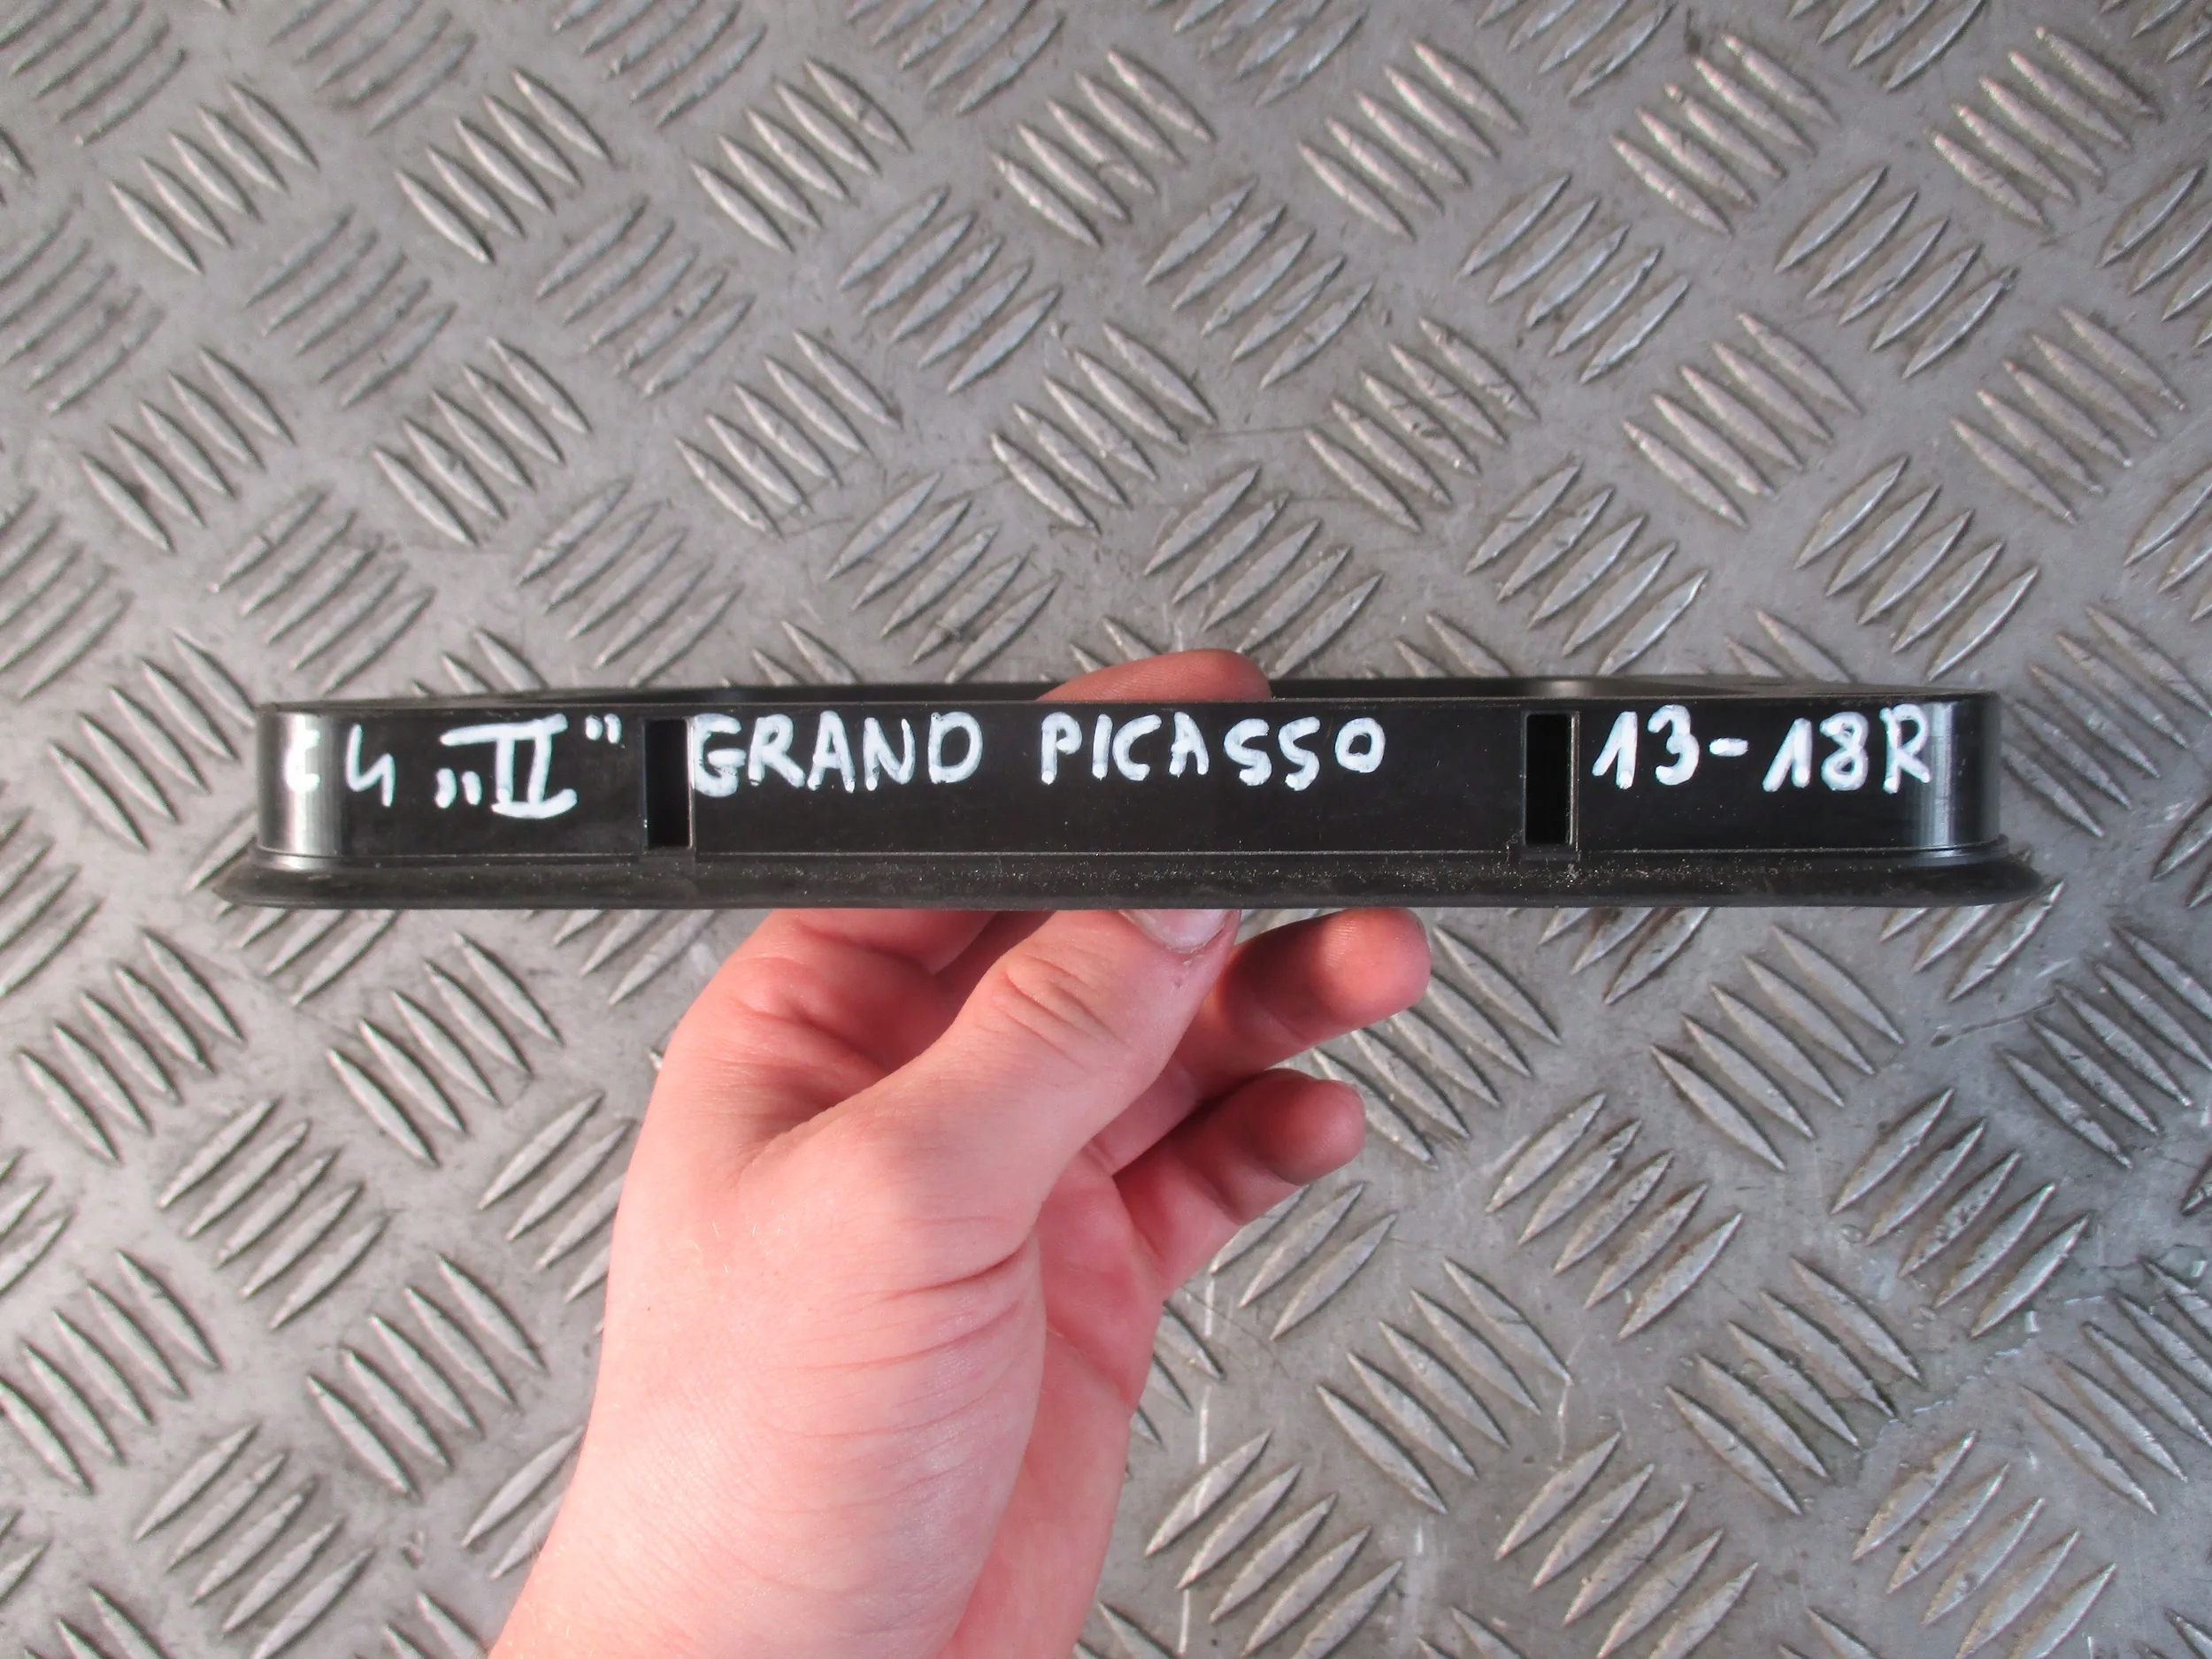 C4 „II" GRAND PICASSO 13-18R